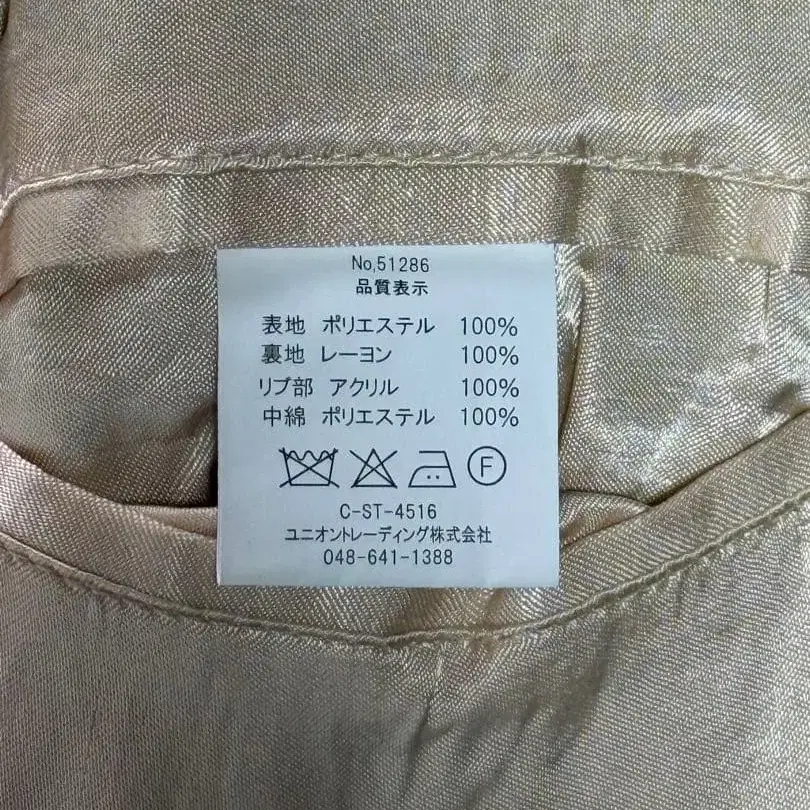 No,51286
品質表示
表地 ポリエステル 100%
裏地 レーヨン 100%
リブ部 アクリル 100%
中綿 ポリエステル 100%
F
C-ST-4516
ユニオントレーディング株式会社
048-641-1388